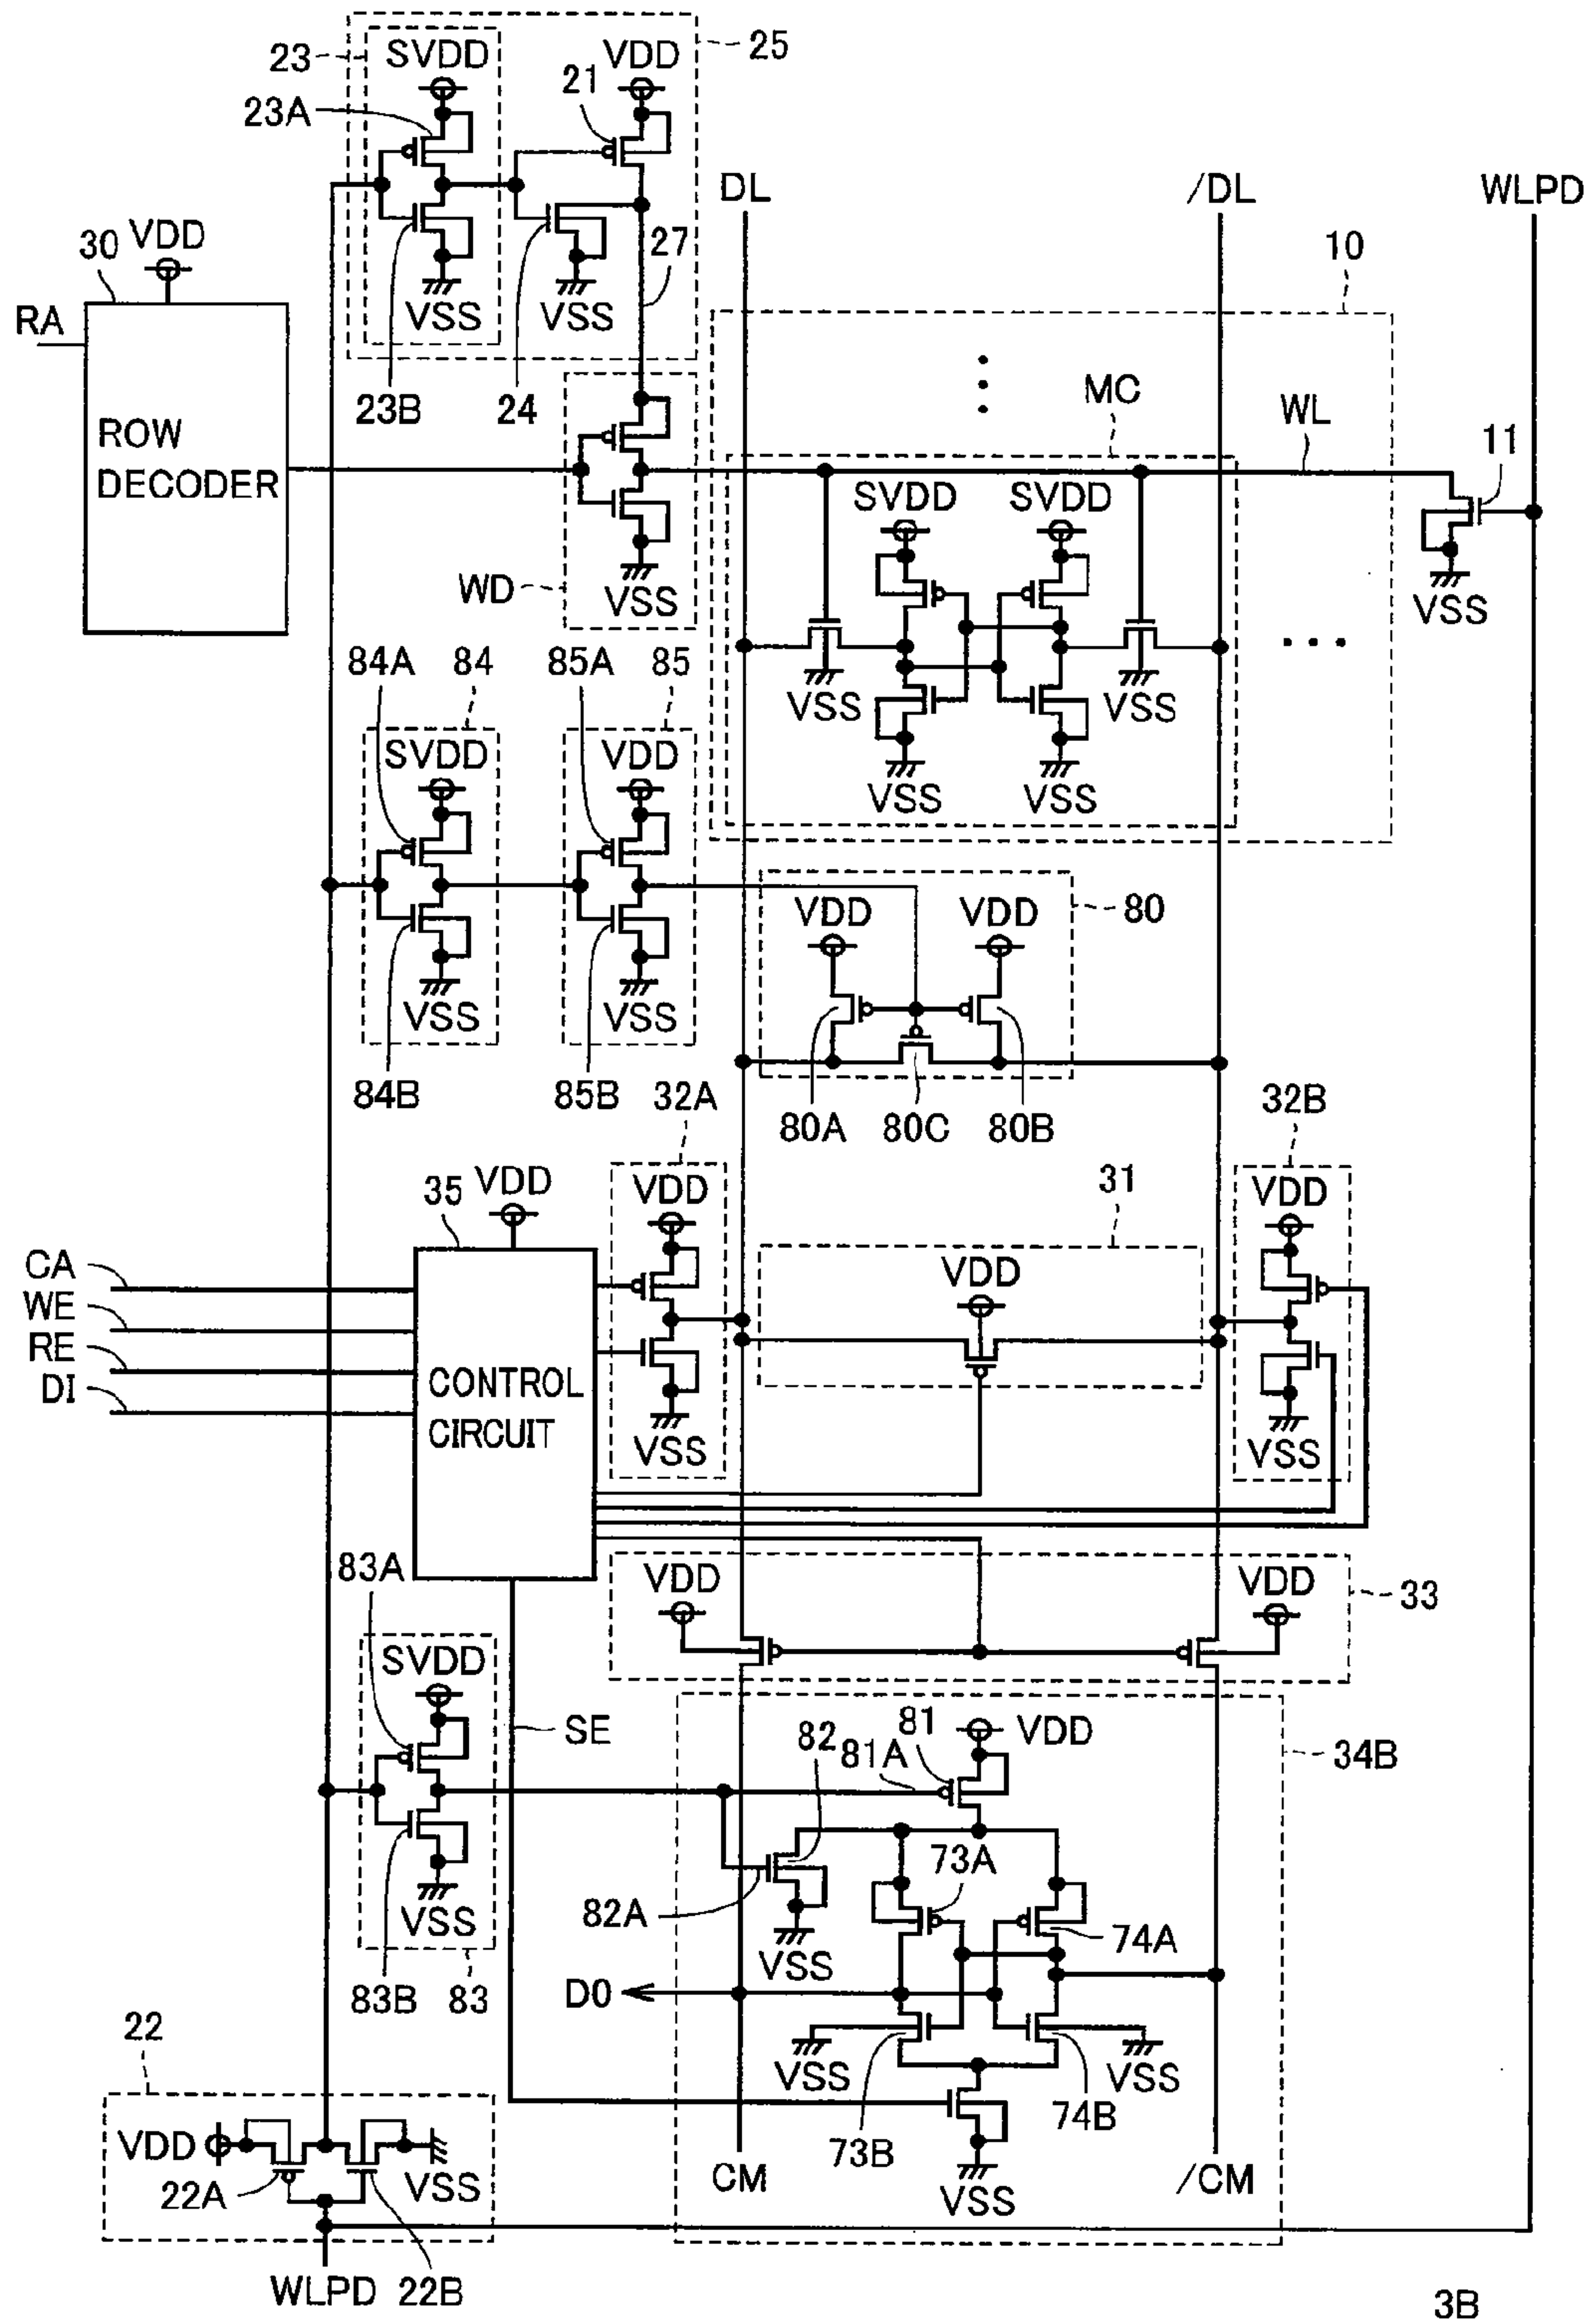 23
SVDD
VDD
25
23A
21
DL
/DL
WLPD
30
VDD
27
10
RA
VSS
VSS
23B
24
MC
WL
11
ROW
DECODER
SVDD
SVDD
WD
VSS
VSS
84A
84
85A
85
VSS
VSS
SVDD
VDD
VSS
VSS
VDD
VDD
80
VSS
VSS
84B
85B
32A
80A
80C
80B
32B
35
VDD
VDD
31
VDD
CA
WE
RE
DI
VDD
CONTROL
CIRCUIT
VSS
VSS
83A
VDD
VDD
33
SVDD
SE
82
81
81A
VDD
34B
73A
82A
VSS
VSS
74A
83B
83
D0
22
VSS
VSS
VDD
22A
VSS
73B
74B
CM
VSS
/CM
WLPD
22B
3B